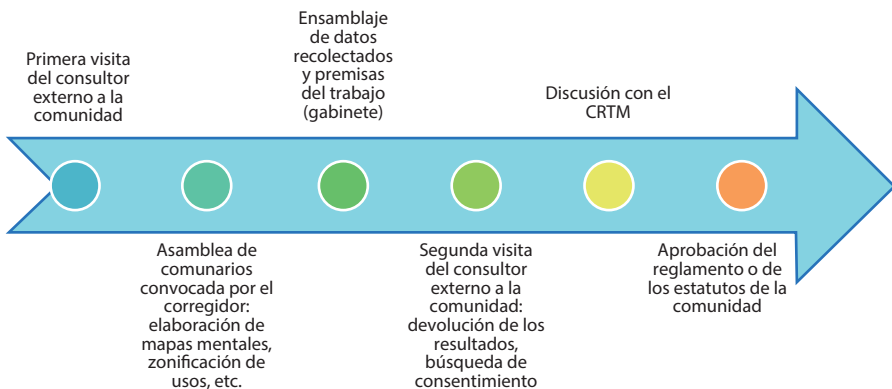 Primera visita
del consultor
externo a la
comunidad
Asamblea de
comunarios
convocada por el
corregidor:
elaboración de
mapas mentales,
zonificación de
usos, etc.
Ensamblaje
de datos
recolectados
y premisas
del trabajo
(gabinete)
Segunda visita
del consultor
externo a la
comunidad:
devolución de los
resultados,
búsqueda de
consentimiento
Discusión con el
CRTM
Aprobación del
reglamento o de
los estatutos de la
comunidad